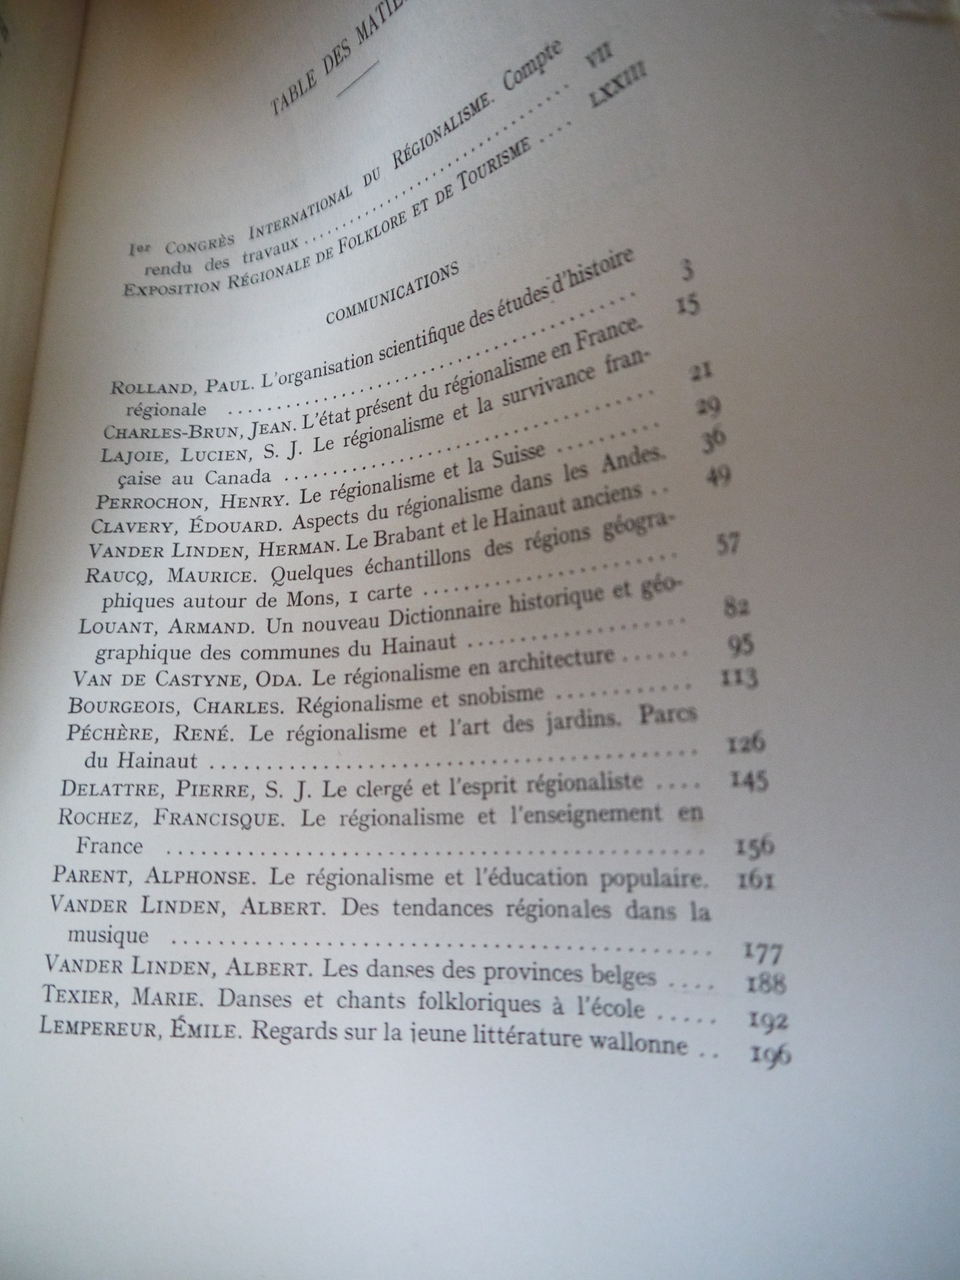 TABLE DES
1er CONGRÈS INTERNATIONAL DU RÉGIONALISME. Compte
rendu des travaux .......................... VII
EXPOSITION RÉGIONALE DE FOLKLORE ET DE TOURISME .... LXXIII
COMMUNICATIONS
ROLLAND, PAUL. L'organisation scientifique des études d'histoire
régionale .......................... 3
CHARLES-BRUN, JEAN. L'état présent du régionalisme en France. 15
LAJOIE, LUCIEN, S. J. Le régionalisme et la survivance fran-
çaise au Canada .......................... 21
PERROCHON, HENRY. Le régionalisme et la Suisse .......... 29
CLAVERY, ÉDOUARD. Aspects du régionalisme dans les Andes. 36
VANDER LINDEN, HERMAN. Le Brabant et le Hainaut anciens .. 49
RAUCQ, MAURICE. Quelques échantillons des régions géogra-
phiques autour de Mons, 1 carte .................... 57
LOUANT, ARMAND. Un nouveau Dictionnaire historique et géo-
graphique des communes du Hainaut ................ 82
VAN DE CASTYNE, ODA. Le régionalisme en architecture ...... 95
BOURGEOIS, CHARLES. Régionalisme et snobisme ........... 113
PÉCHÈRE, RENÉ. Le régionalisme et l'art des jardins. Parcs
du Hainaut .................................... 126
DELATTRE, PIERRE, S. J. Le clergé et l'esprit régionaliste .... 145
ROCHEZ, FRANCISQUE. Le régionalisme et l'enseignement en
France ........................................ 156
PARENT, ALPHONSE. Le régionalisme et l'éducation populaire. 161
VANDER LINDEN, ALBERT. Des tendances régionales dans la
musique ........................................ 177
VANDER LINDEN, ALBERT. Les danses des provinces belges .... 188
TEXIER, MARIE. Danses et chants folkloriques à l'école ..... 192
LEMPEREUR, ÉMILE. Regards sur la jeune littérature wallonne .. 196